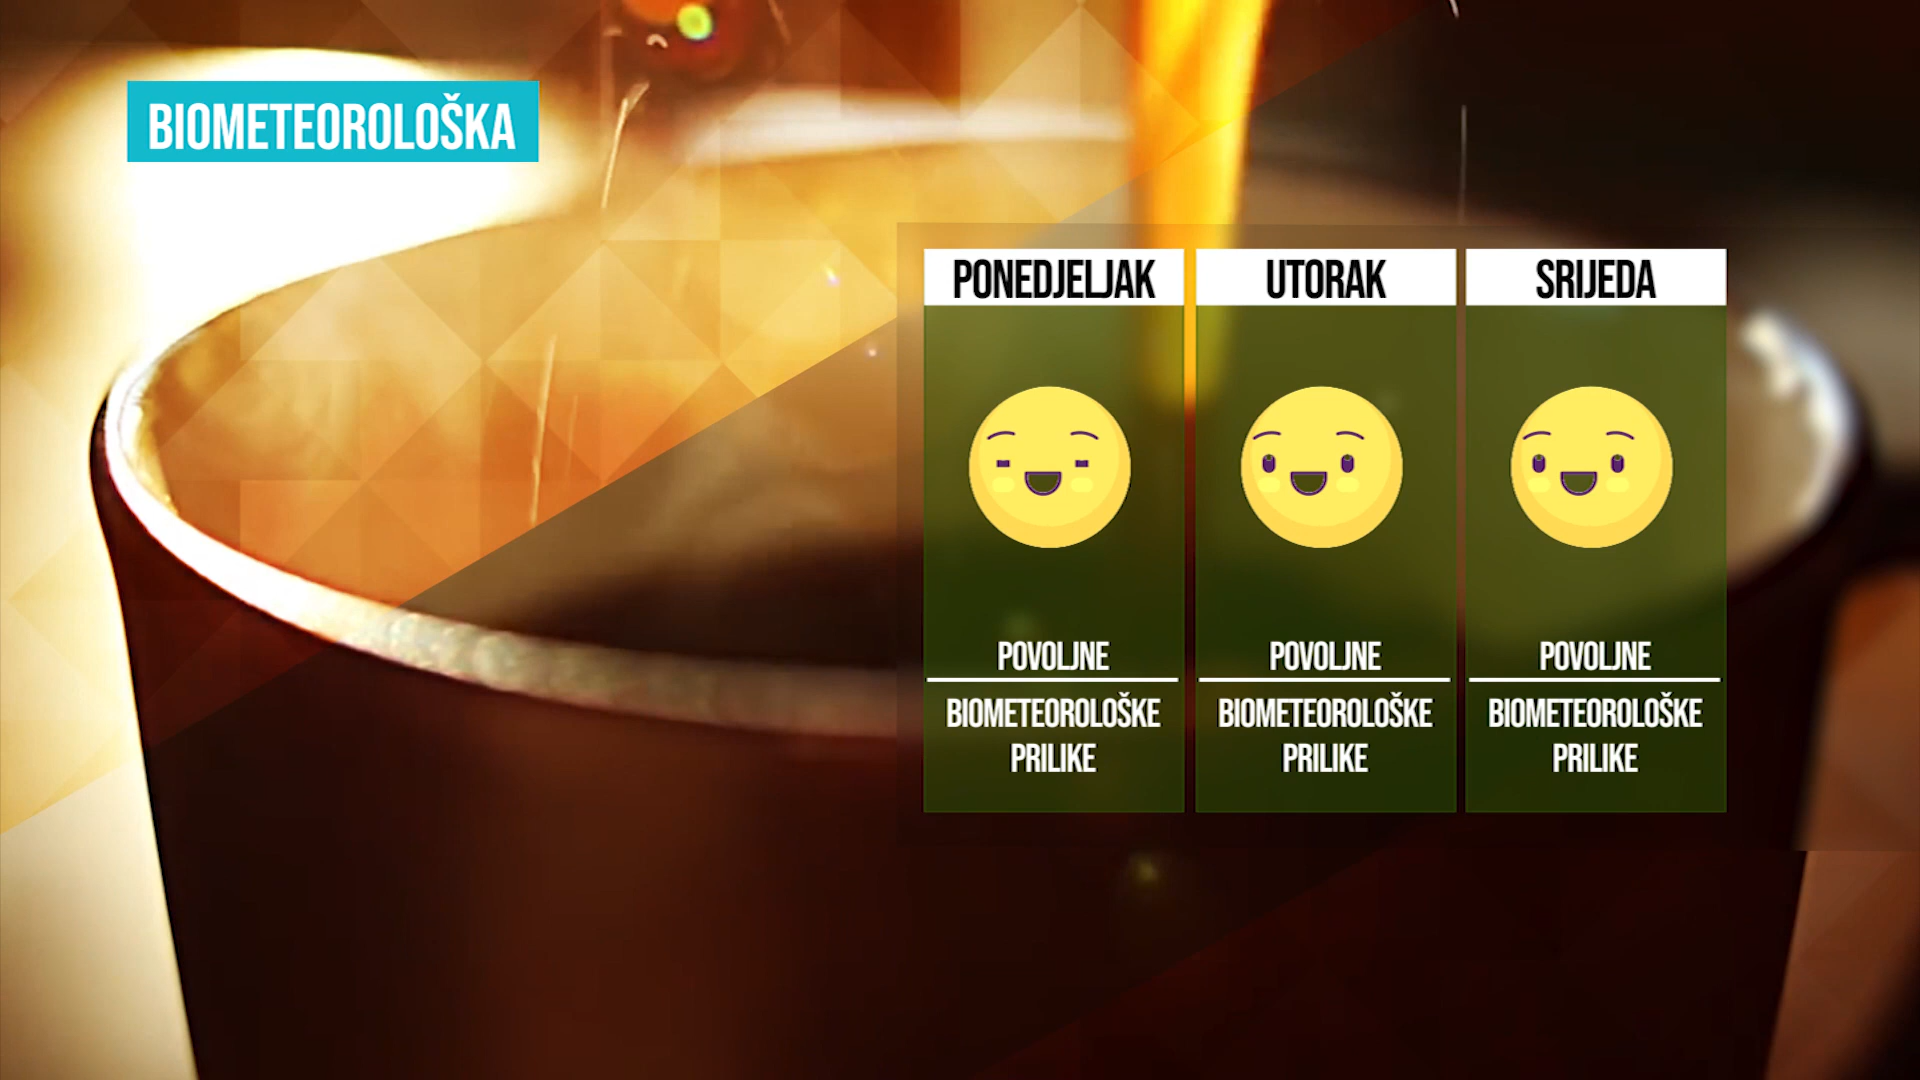 BIOMETEOROLOŠKA
PONEDJELJAK
POVOLJNE
BIOMETEOROLOŠKE
PRILIKE
UTORAK
POVOLJNE
BIOMETEOROLOŠKE
PRILIKE
SRIJEDA
POVOLJNE
BIOMETEOROLOŠKE
PRILIKE